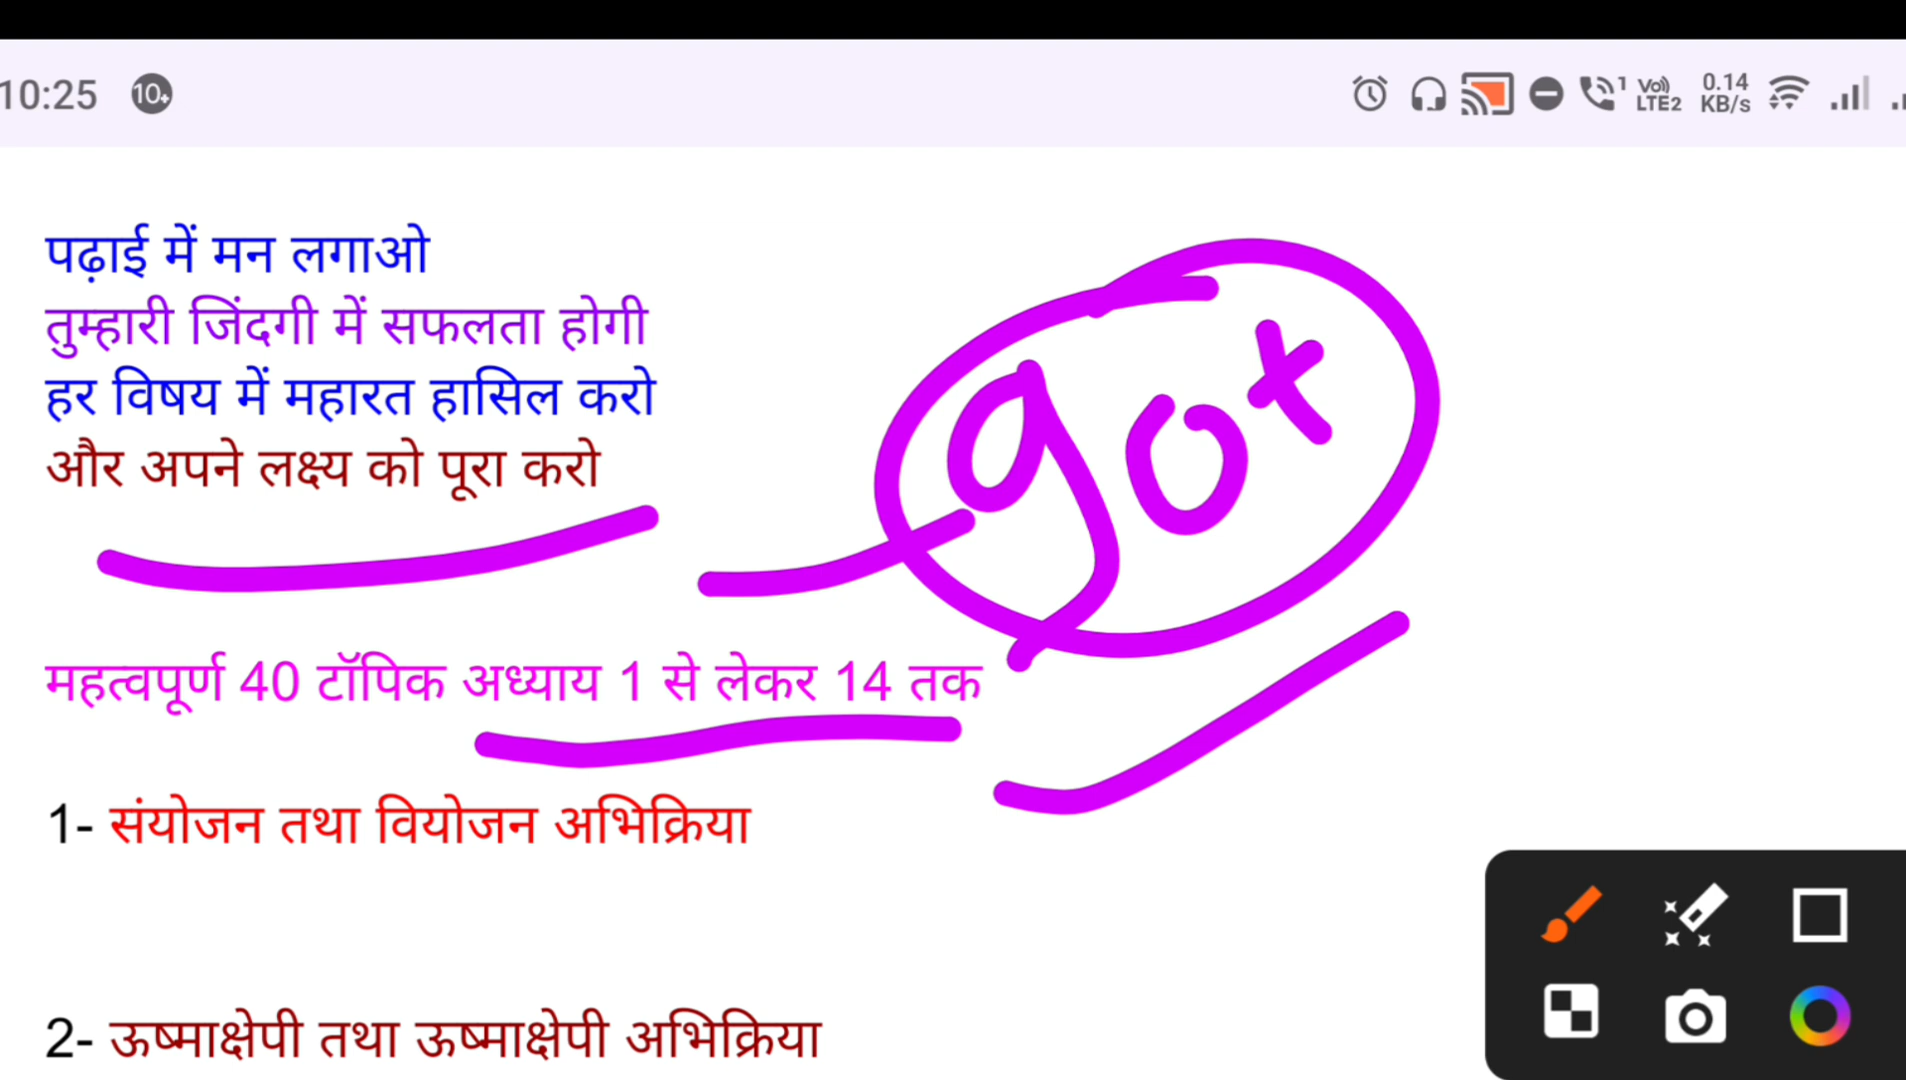 10:25 10+ 1 Vo) LTE2 0.14 KB/s
पढ़ाई में मन लगाओ
तुम्हारी जिंदगी में सफलता होगी
हर विषय में महारत हासिल करो
और अपने लक्ष्य को पूरा करो
90+
महत्वपूर्ण 40 टॉपिक अध्याय 1 से लेकर 14 तक
1- संयोजन तथा वियोजन अभिक्रिया
2- ऊष्माक्षेपी तथा ऊष्माक्षेपी अभिक्रिया